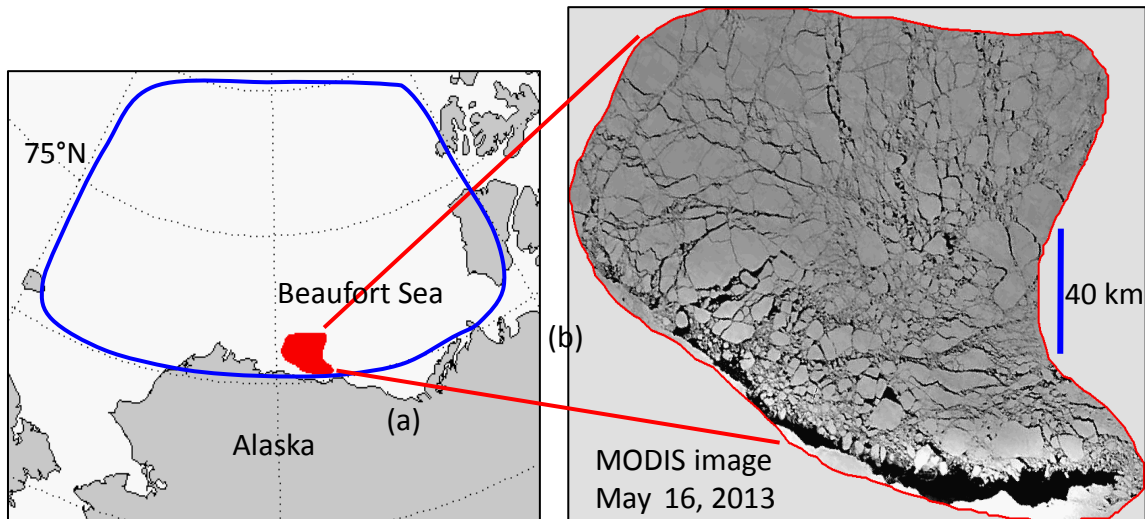 75°N
Beaufort Sea
(a)
Alaska
(b)
40 km
MODIS image
May 16, 2013